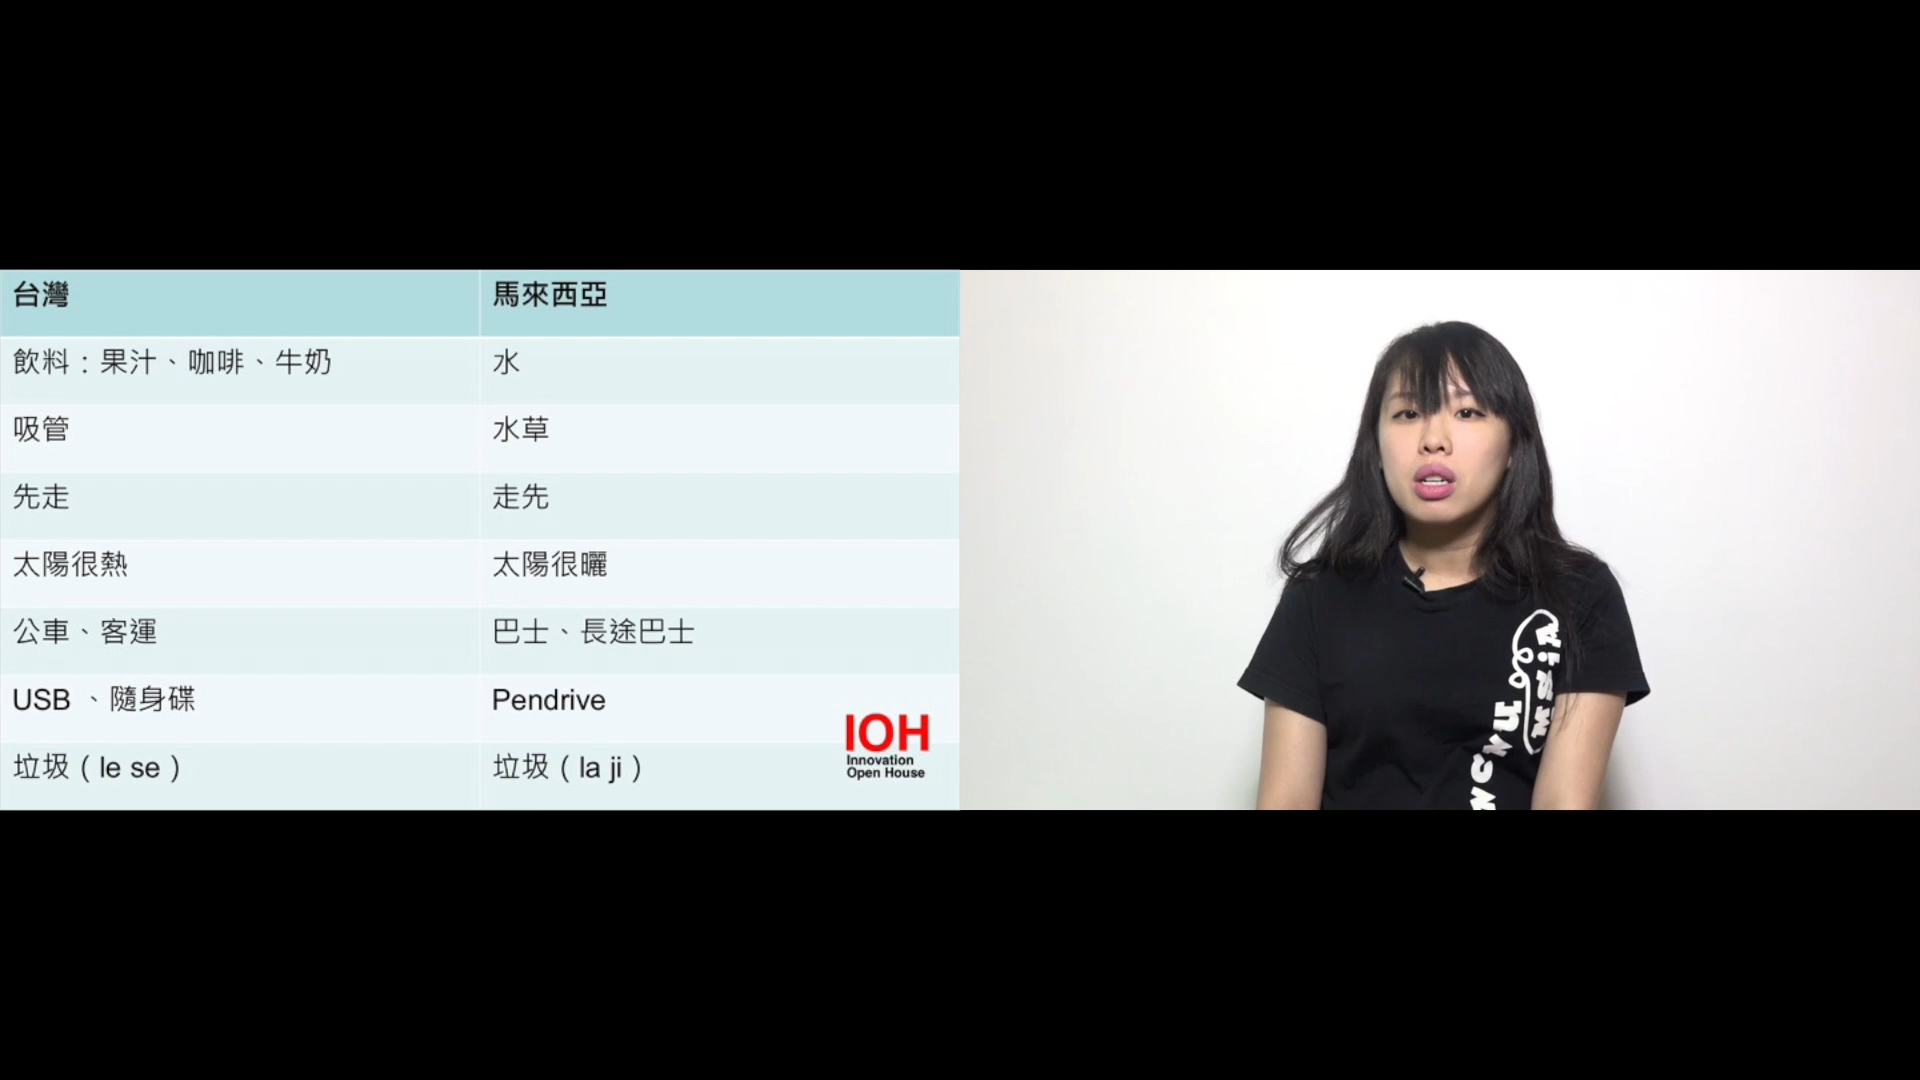 台灣 馬來西亞
飲料：果汁、咖啡、牛奶 水
吸管 水草
先走 走先
太陽很熱 太陽很曬
公車、客運 巴士、長途巴士
USB 、隨身碟 Pendrive
垃圾（le se） 垃圾（la ji）
IOH
Innovation
Open House